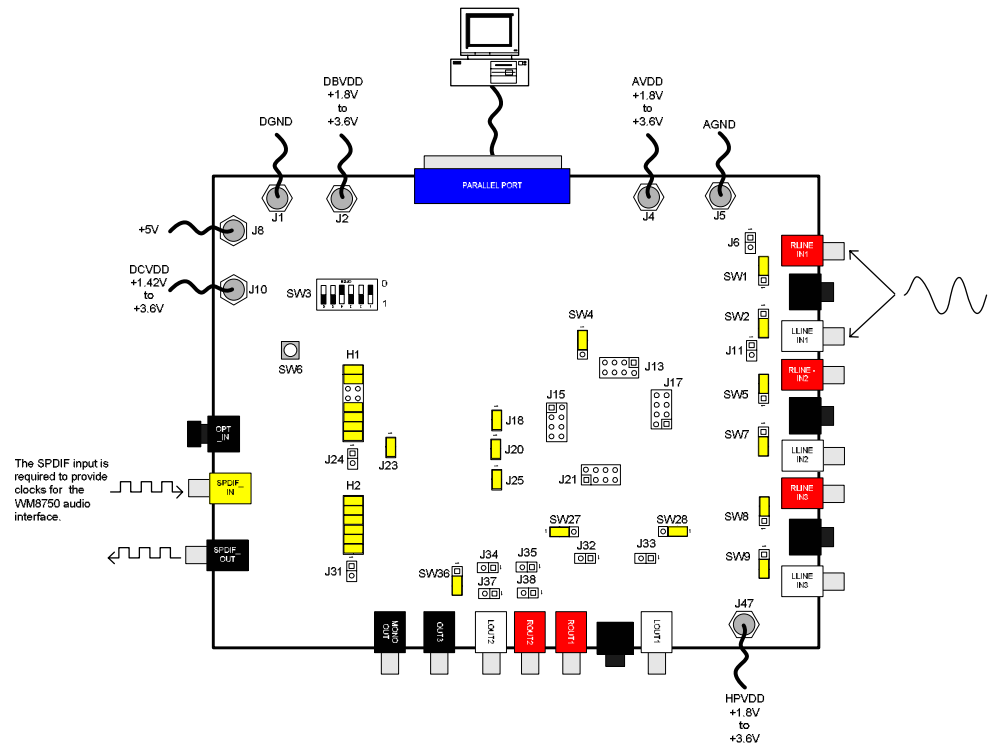 DBVDD
+1.8V
to
+3.6V
AVDD
+1.8V
to
+3.6V
DGND
AGND
PARALLEL PORT
J1
J2
J4
J5
+5V
J8
DCVDD
+1.42V
to
+3.6V
J10
SW3
0
1
J6
RLINE
IN1
SW1
SW2
LLINE
IN1
J11
SW4
SW6
H1
J13
RLINE -
IN2
J17
J15
SW5
J18
OPT
_IN
SW7
J20
LLINE
IN2
J24
J23
J25
J21
The SPDIF input is
required to provide
clocks for the
WM8750 audio
interface.
SPDIF_
IN
H2
RLINE
IN3
SW8
SW27
SW28
SPDIF_
OUT
J31
SW36
J34
J35
J32
J33
SW9
J37
J38
LLINE
IN3
J47
MONO
OUT
OUT3
LOUT2
ROUT2
ROUT1
LOUT1
HPVDD
+1.8V
to
+3.6V